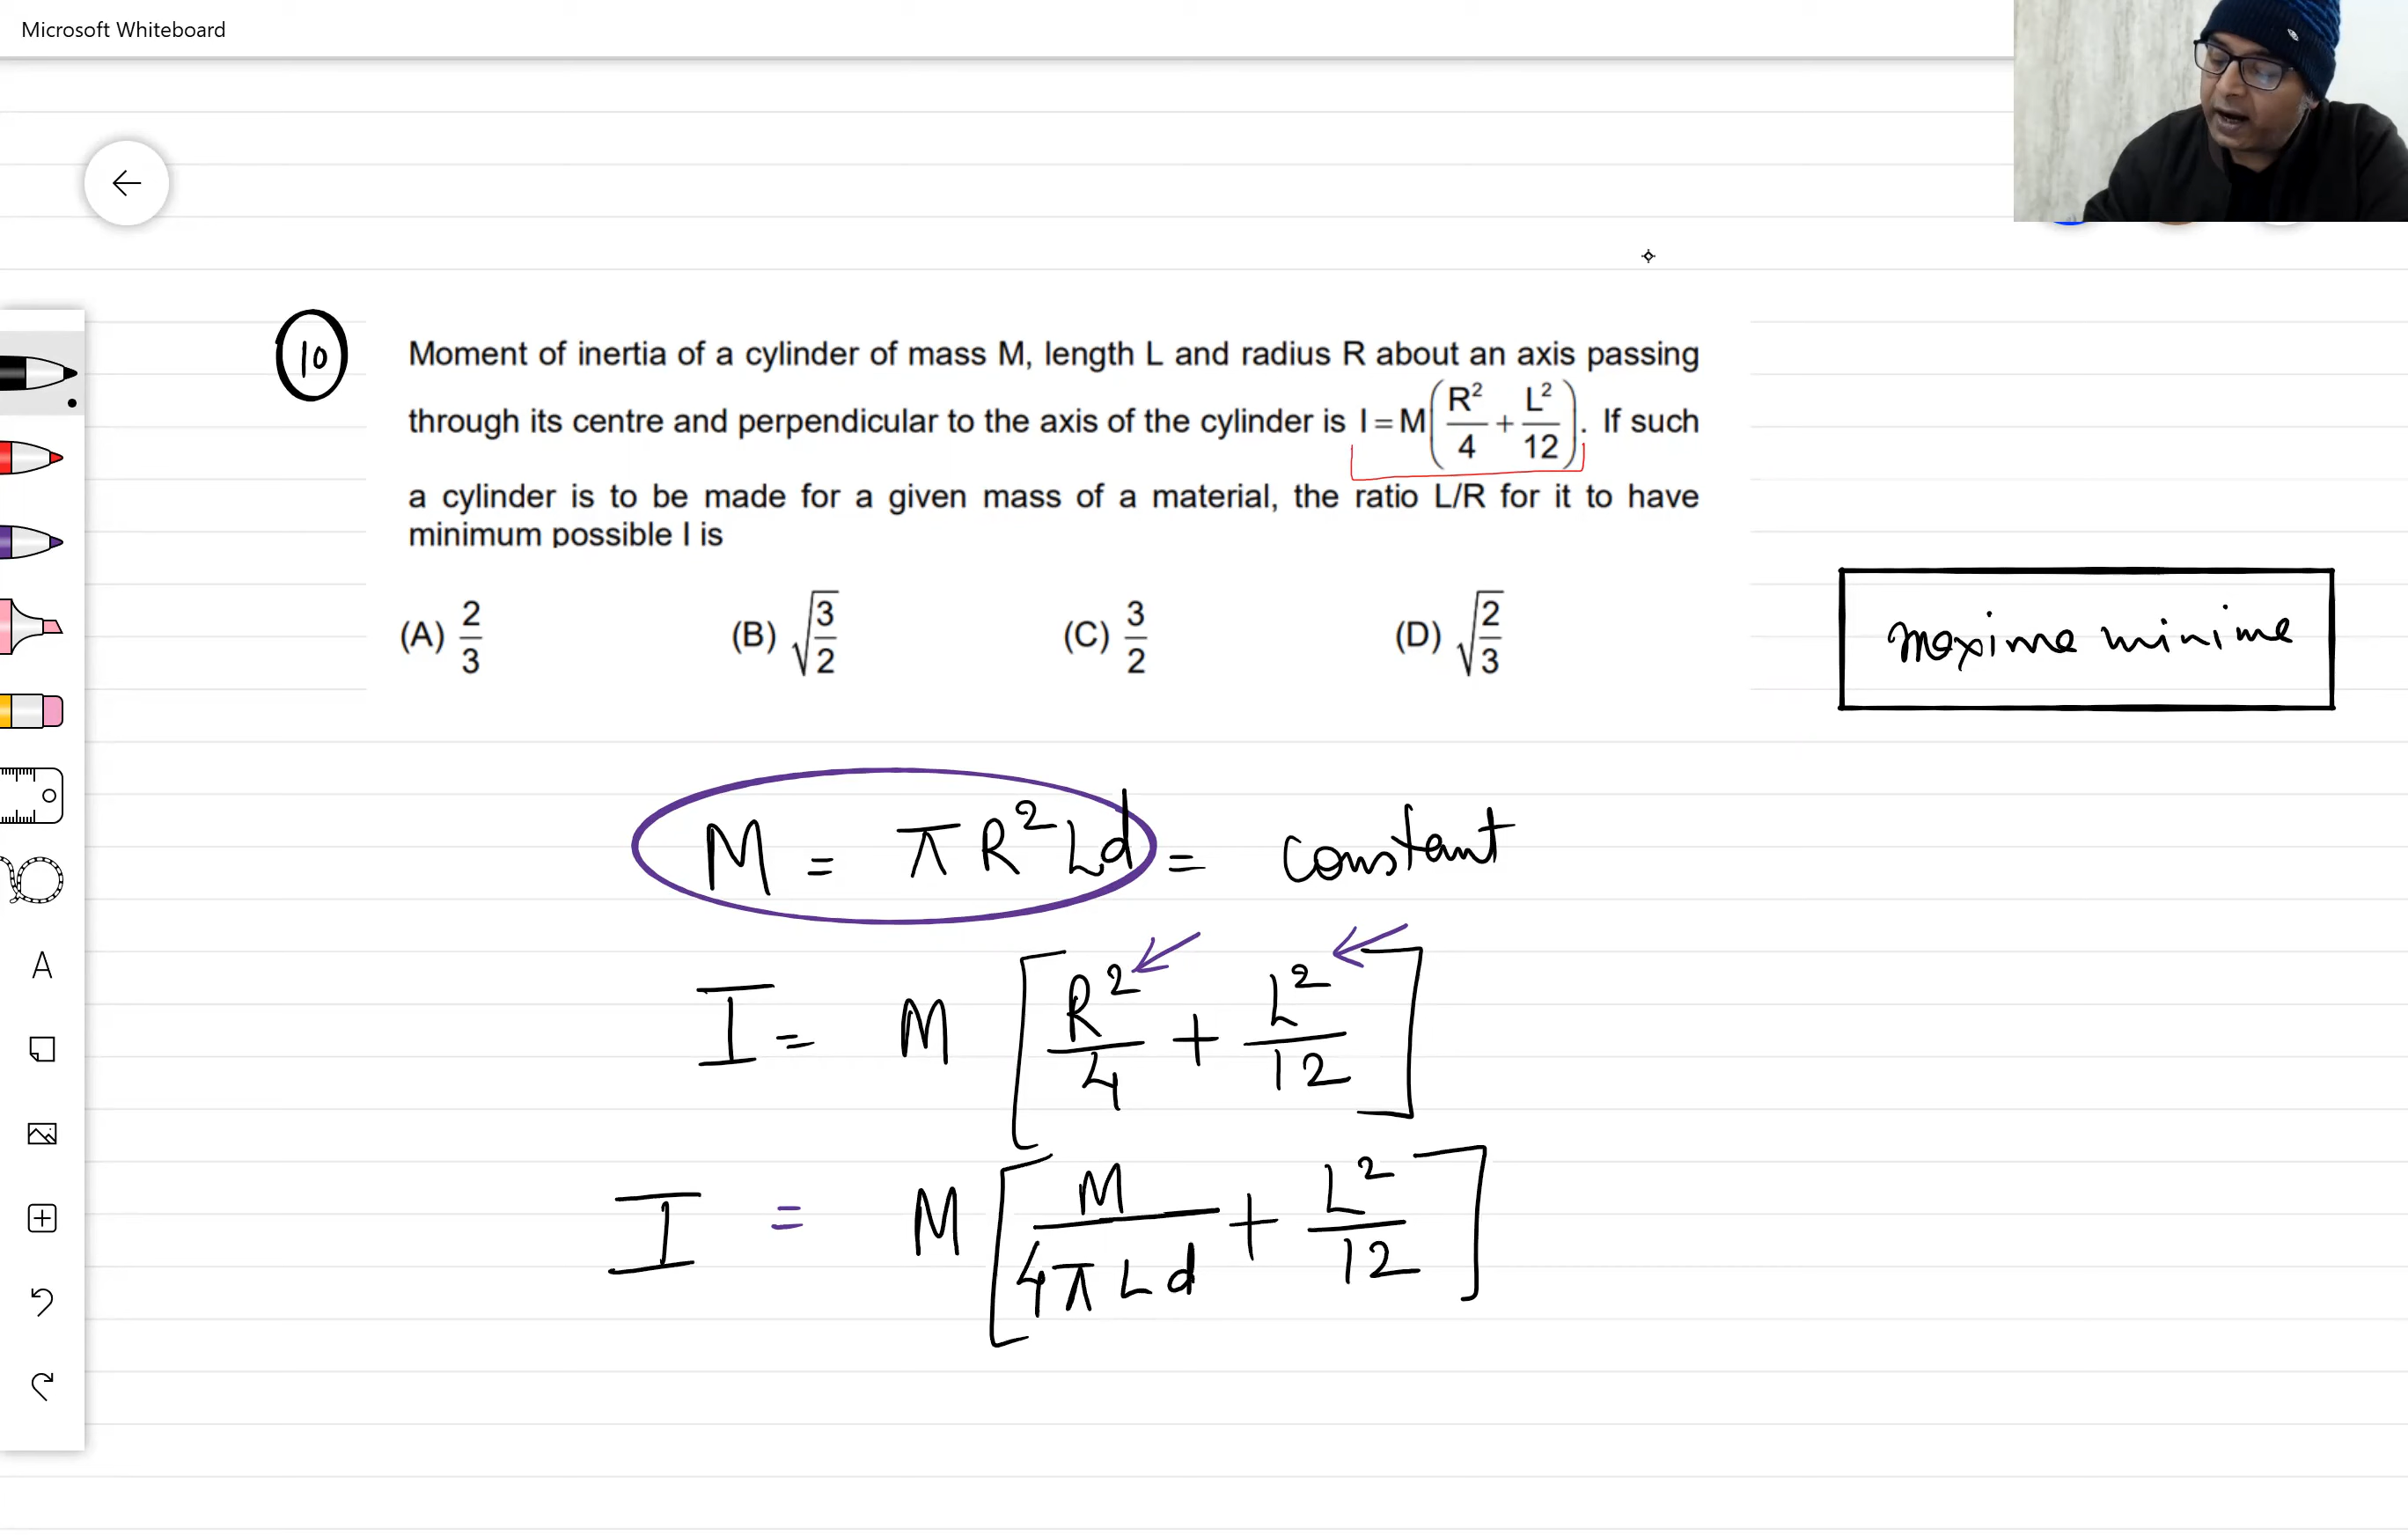 Microsoft Whiteboard
10
Moment of inertia of a cylinder of mass M, length L and radius R about an axis passing
through its centre and perpendicular to the axis of the cylinder is I = M(R²/4 + L²/12). If such
a cylinder is to be made for a given mass of a material, the ratio L/R for it to have
minimum possible I is
(A) 2/3 (B) √(3/2) (C) 3/2 (D) √(2/3)
maxima minima
M = πR²Ld = constant
I = M [R²/4 + L²/12]
I = M [M/4πLd + L²/12]
A